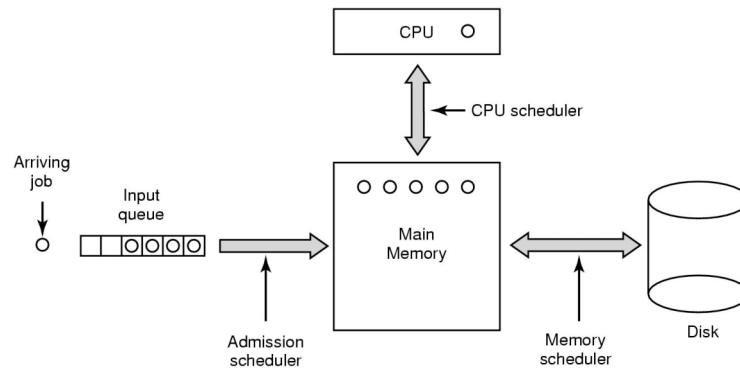 CPU
CPU scheduler
Arriving
job
Input
queue
Main
Memory
Admission
scheduler
Memory
scheduler
Disk